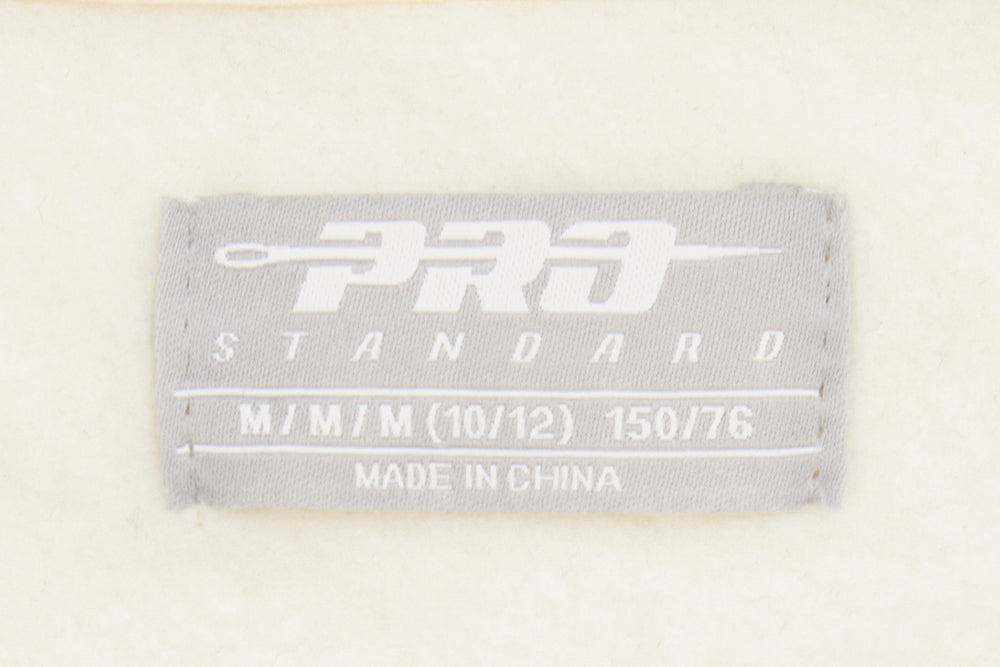 PRO
STANDARD
M/M/M (10/12) 150/76
MADE IN CHINA